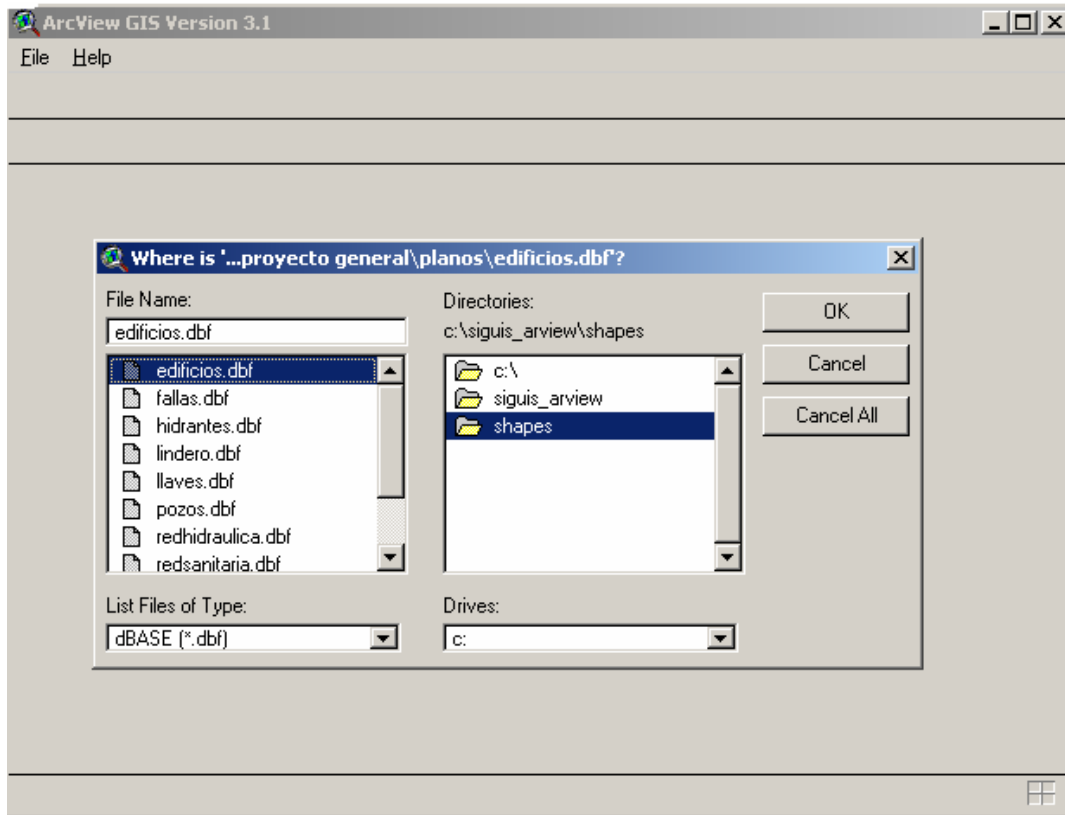 ArcView GIS Version 3.1
File Help
Where is '...proyecto general\planos\edificios.dbf'?
File Name:
edificios.dbf
edificios.dbf
fallas.dbf
hidrantes.dbf
lindero.dbf
llaves.dbf
pozos.dbf
redhidraulica.dbf
redsanitaria.dbf
List Files of Type:
dBASE (*.dbf)
Directories:
c:\siguis_arview\shapes
c:\
siguis_arview
shapes
Drives:
c:
OK
Cancel
Cancel All